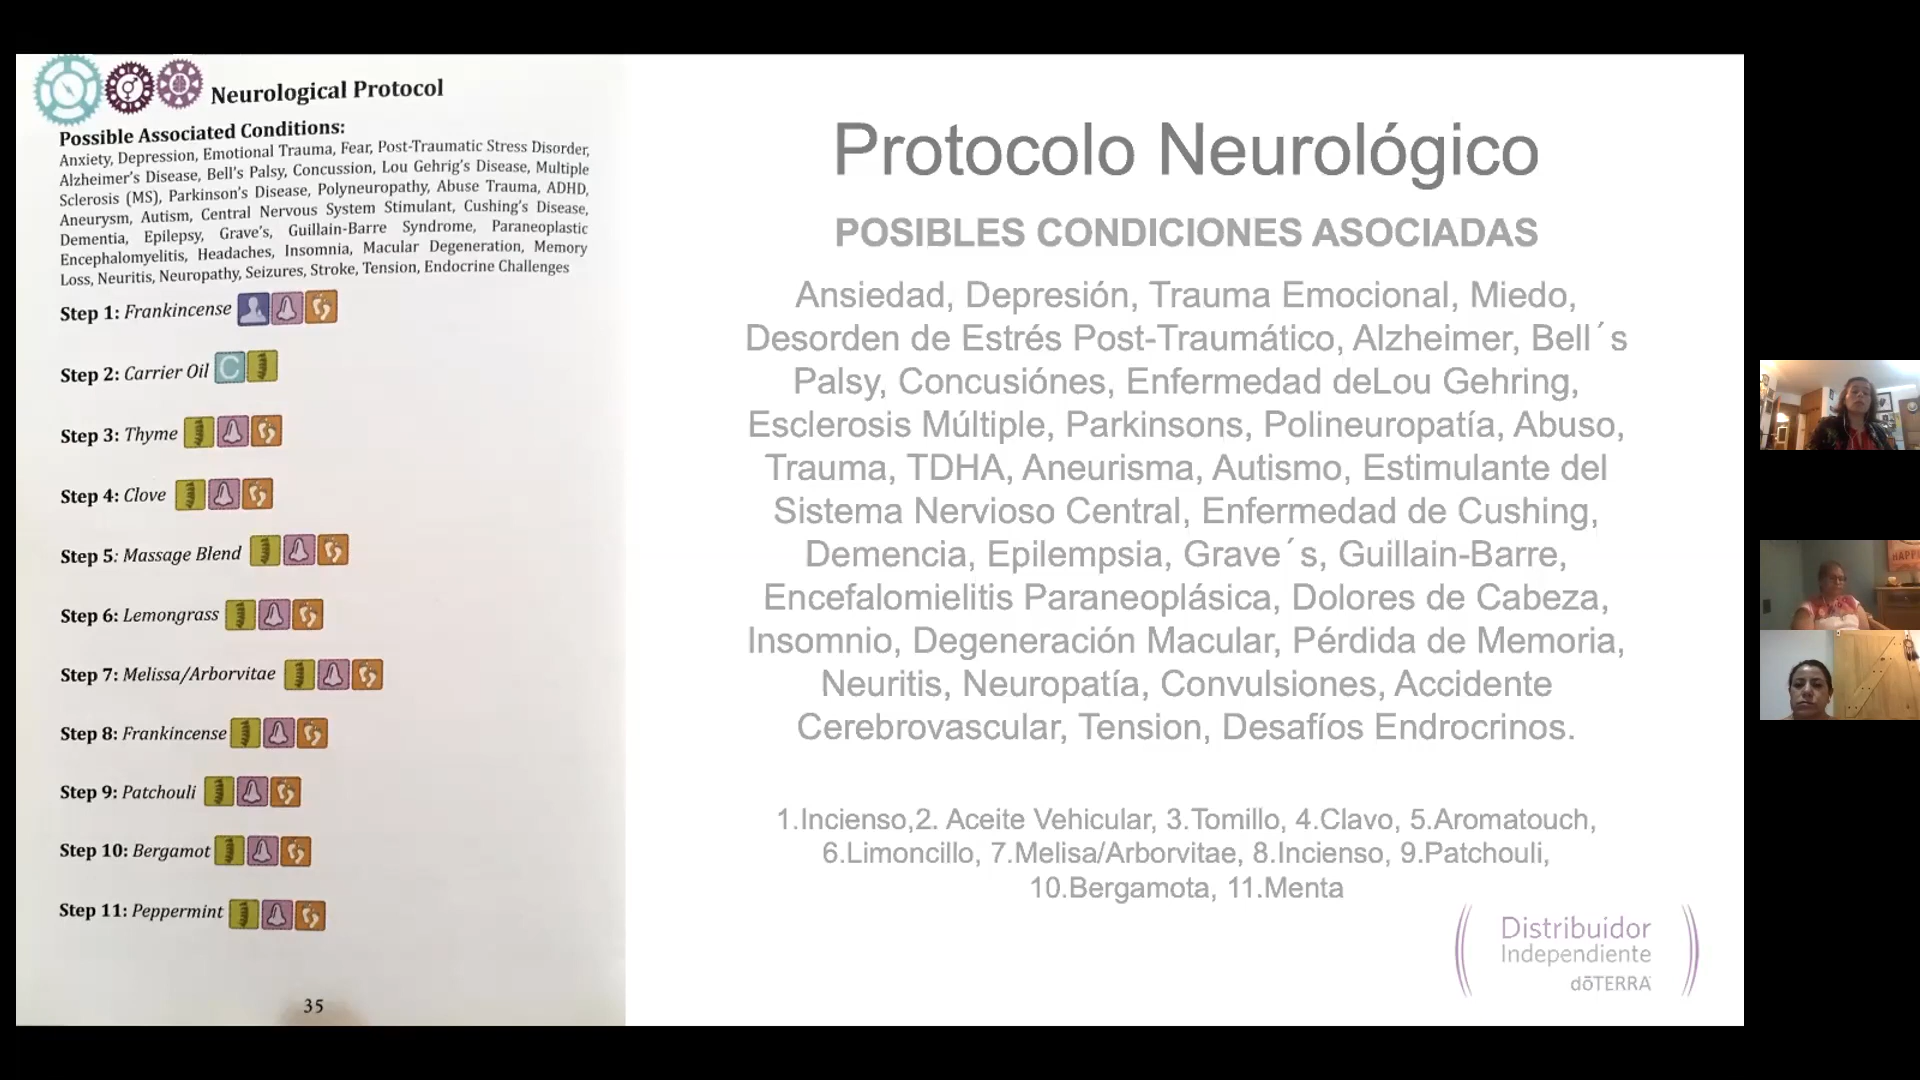 Neurological Protocol
Possible Associated Conditions:
Anxiety, Depression, Emotional Trauma, Fear, Post-Traumatic Stress Disorder,
Alzheimer's Disease, Bell's Palsy, Concussion, Lou Gehrig's Disease, Multiple
Sclerosis (MS), Parkinson's Disease, Polyneuropathy, Abuse Trauma, ADHD,
Aneurysm, Autism, Central Nervous System Stimulant, Cushing's Disease,
Dementia, Epilepsy, Grave's, Guillain-Barre Syndrome, Paraneoplastic
Encephalomyelitis, Headaches, Insomnia, Macular Degeneration, Memory
Loss, Neuritis, Neuropathy, Seizures, Stroke, Tension, Endocrine Challenges
Step 1: Frankincense
Step 2: Carrier Oil C
Step 3: Thyme
Step 4: Clove
Step 5: Massage Blend
Step 6: Lemongrass
Step 7: Melissa/Arborvitae
Step 8: Frankincense
Step 9: Patchouli
Step 10: Bergamot
Step 11: Peppermint
35
Protocolo Neurológico
POSIBLES CONDICIONES ASOCIADAS
Ansiedad, Depresión, Trauma Emocional, Miedo,
Desorden de Estrés Post-Traumático, Alzheimer, Bell´s
Palsy, Concusiónes, Enfermedad deLou Gehring,
Esclerosis Múltiple, Parkinsons, Polineuropatía, Abuso,
Trauma, TDHA, Aneurisma, Autismo, Estimulante del
Sistema Nervioso Central, Enfermedad de Cushing,
Demencia, Epilempsia, Grave´s, Guillain-Barre,
Encefalomielitis Paraneoplásica, Dolores de Cabeza,
Insomnio, Degeneración Macular, Pérdida de Memoria,
Neuritis, Neuropatía, Convulsiones, Accidente
Cerebrovascular, Tension, Desafíos Endrocrinos.
1.Incienso,2. Aceite Vehicular, 3.Tomillo, 4.Clavo, 5.Aromatouch,
6.Limoncillo, 7.Melisa/Arborvitae, 8.Incienso, 9.Patchouli,
10.Bergamota, 11.Menta
Distribuidor
Independiente
dōTERRA